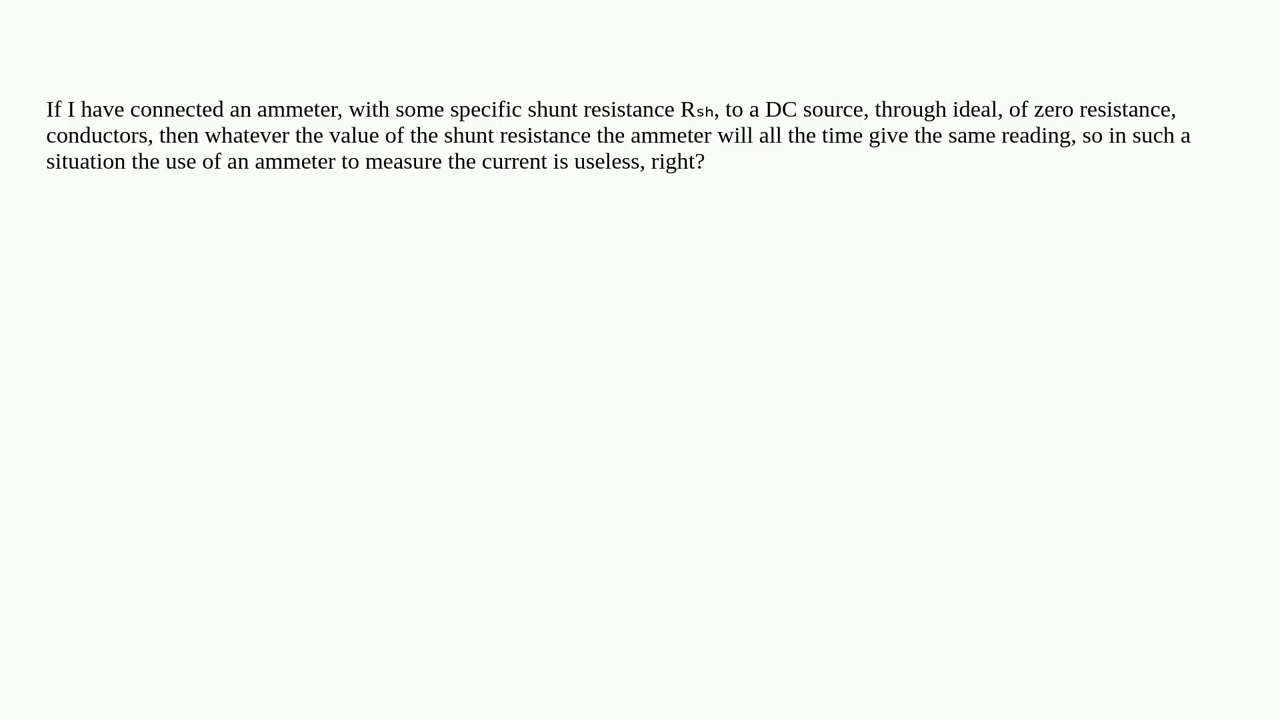 If I have connected an ammeter, with some specific shunt resistance Rₛₕ, to a DC source, through ideal, of zero resistance,
conductors, then whatever the value of the shunt resistance the ammeter will all the time give the same reading, so in such a
situation the use of an ammeter to measure the current is useless, right?